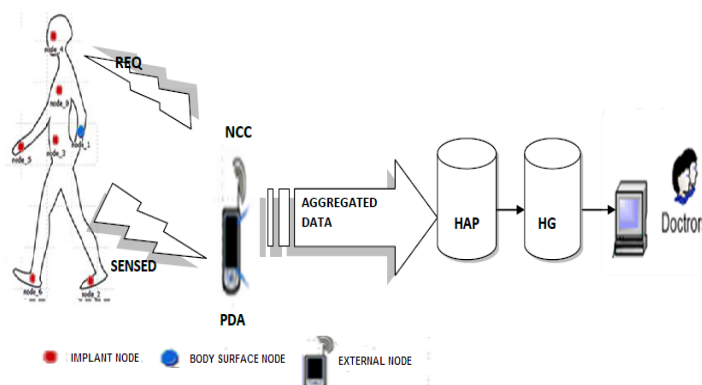 node_4
REQ
node_0
NCC
node_1
node_5
node_3
AGGREGATED
DATA
HAP
HG
Doctron
SENSED
node_6
node_2
PDA
IMPLANT NODE
BODY SURFACE NODE
EXTERNAL NODE